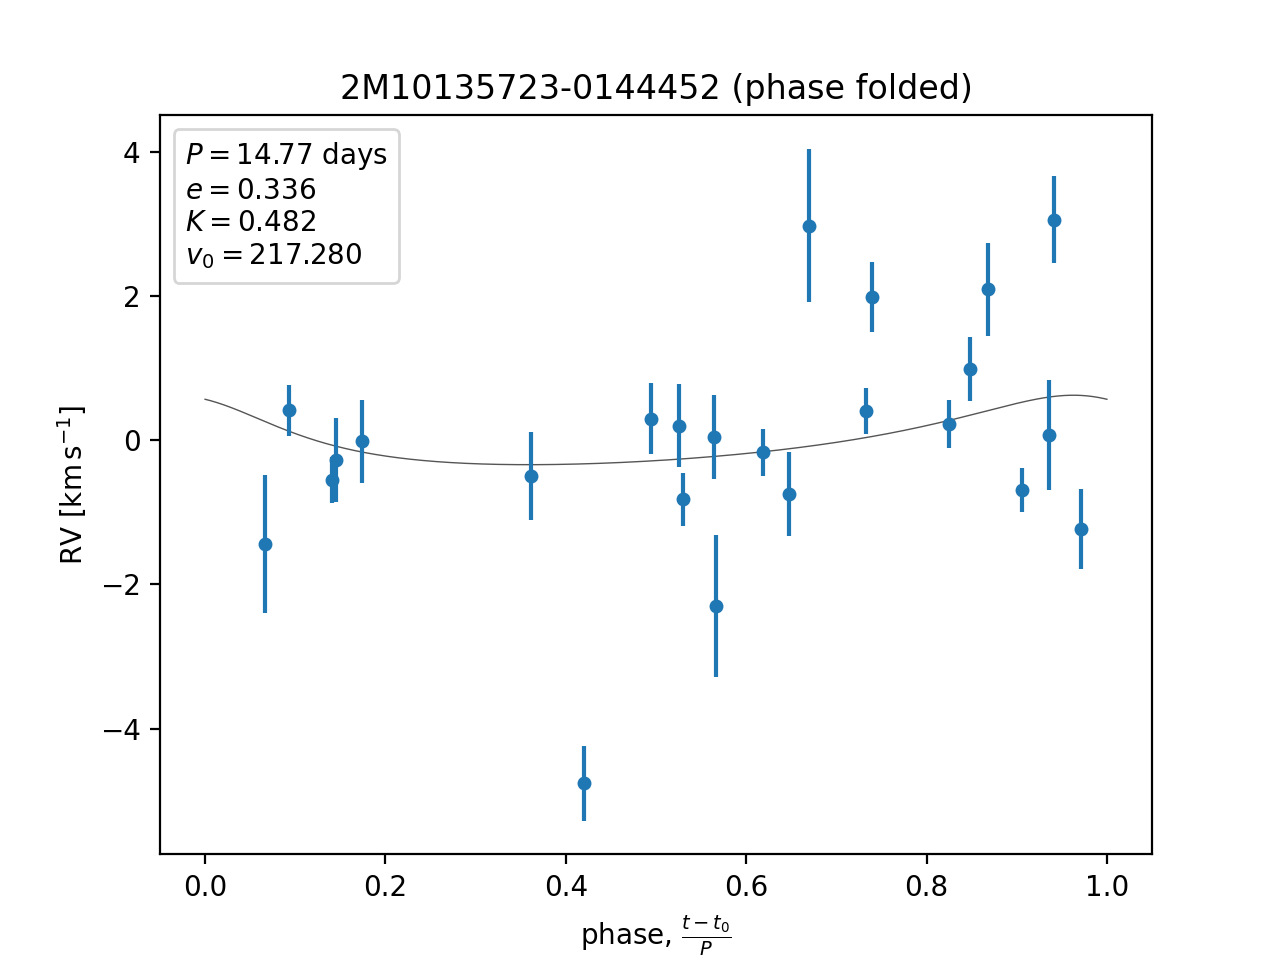 2M10135723-0144452 (phase folded)
P = 14.77 days
e = 0.336
K = 0.482
v₀ = 217.280
4
2
0
−2
−4
RV [km s⁻¹]
0.0 0.2 0.4 0.6 0.8 1.0
phase, (t − t₀)/P